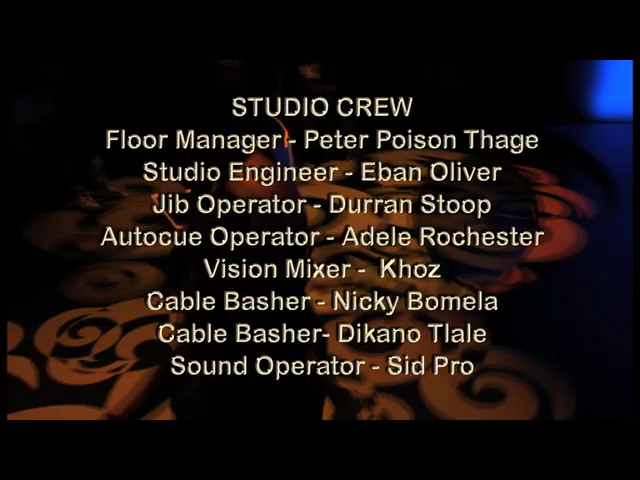 STUDIO CREW
Floor Manager - Peter Poison Thage
Studio Engineer - Eban Oliver
Jib Operator - Durran Stoop
Autocue Operator - Adele Rochester
Vision Mixer -  Khoz
Cable Basher - Nicky Bomela
Cable Basher- Dikano Tlale
Sound Operator - Sid Pro